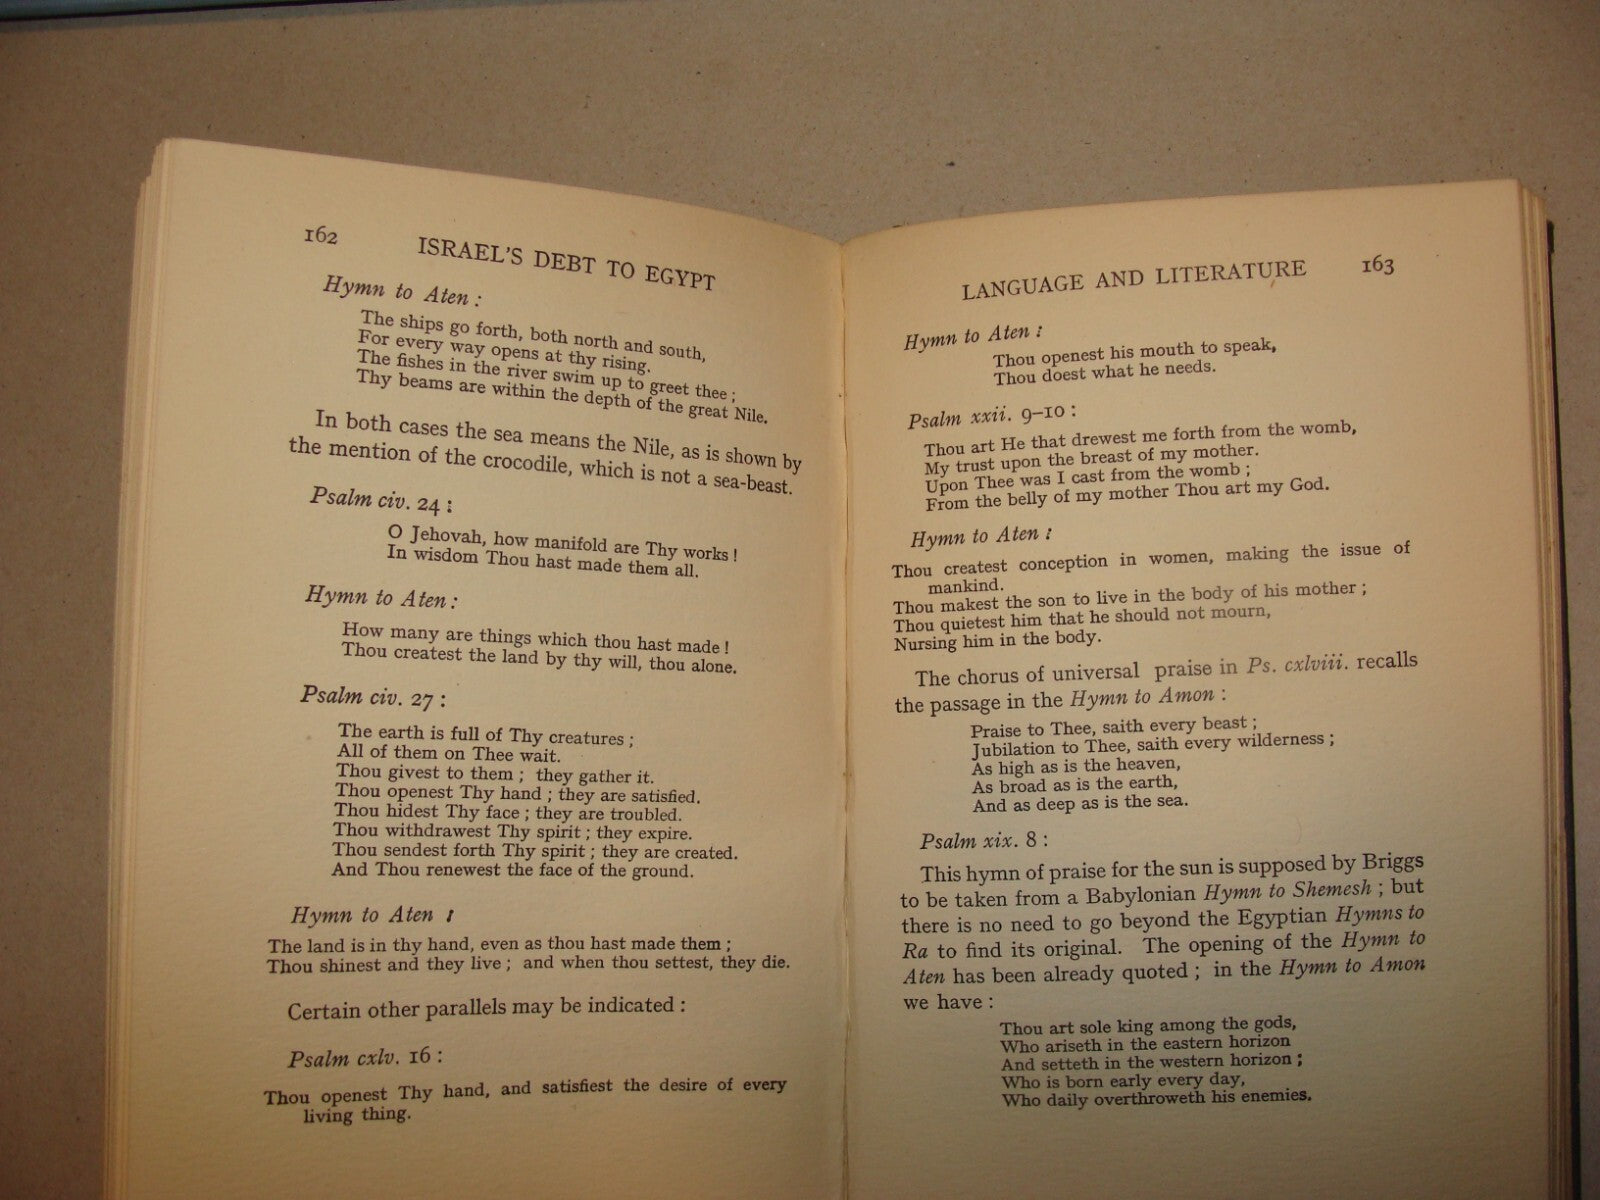 162
ISRAEL'S DEBT TO EGYPT
Hymn to Aten :
The ships go forth, both north and south,
For every way opens at thy rising.
The fishes in the river swim up to greet thee ;
Thy beams are within the depth of the great Nile.
In both cases the sea means the Nile, as is shown by
the mention of the crocodile, which is not a sea-beast.
Psalm civ. 24 :
O Jehovah, how manifold are Thy works !
In wisdom Thou hast made them all.
Hymn to Aten :
How many are things which thou hast made !
Thou createst the land by thy will, thou alone.
Psalm civ. 27 :
The earth is full of Thy creatures ;
All of them on Thee wait.
Thou givest to them ; they gather it.
Thou openest Thy hand ; they are satisfied.
Thou hidest Thy face ; they are troubled.
Thou withdrawest Thy spirit ; they expire.
Thou sendest forth Thy spirit ; they are created.
And Thou renewest the face of the ground.
Hymn to Aten :
The land is in thy hand, even as thou hast made them ;
Thou shinest and they live ; and when thou settest, they die.
Certain other parallels may be indicated :
Psalm cxlv. 16 :
Thou openest Thy hand, and satisfiest the desire of every
living thing.
LANGUAGE AND LITERATURE
163
Hymn to Aten :
Thou openest his mouth to speak,
Thou doest what he needs.
Psalm xxii. 9–10 :
Thou art He that drewest me forth from the womb,
My trust upon the breast of my mother.
Upon Thee was I cast from the womb ;
From the belly of my mother Thou art my God.
Hymn to Aten :
Thou createst conception in women, making the issue of
mankind.
Thou makest the son to live in the body of his mother ;
Thou quietest him that he should not mourn,
Nursing him in the body.
The chorus of universal praise in Ps. cxlviii. recalls
the passage in the Hymn to Amon :
Praise to Thee, saith every beast ;
Jubilation to Thee, saith every wilderness ;
As high as is the heaven,
As broad as is the earth,
And as deep as is the sea.
Psalm xix. 8 :
This hymn of praise for the sun is supposed by Briggs
to be taken from a Babylonian Hymn to Shemesh ; but
there is no need to go beyond the Egyptian Hymns to
Ra to find its original. The opening of the Hymn to
Aten has been already quoted ; in the Hymn to Amon
we have :
Thou art sole king among the gods,
Who ariseth in the eastern horizon
And setteth in the western horizon ;
Who is born early every day,
Who daily overthroweth his enemies.